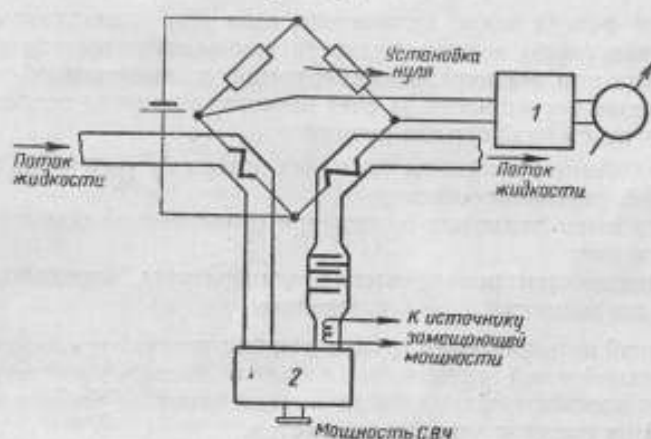 Установка
нуля
1
Поток
жидкости
Поток
жидкости
К источнику
замещающей
мощности
2
Мощность СВЧ